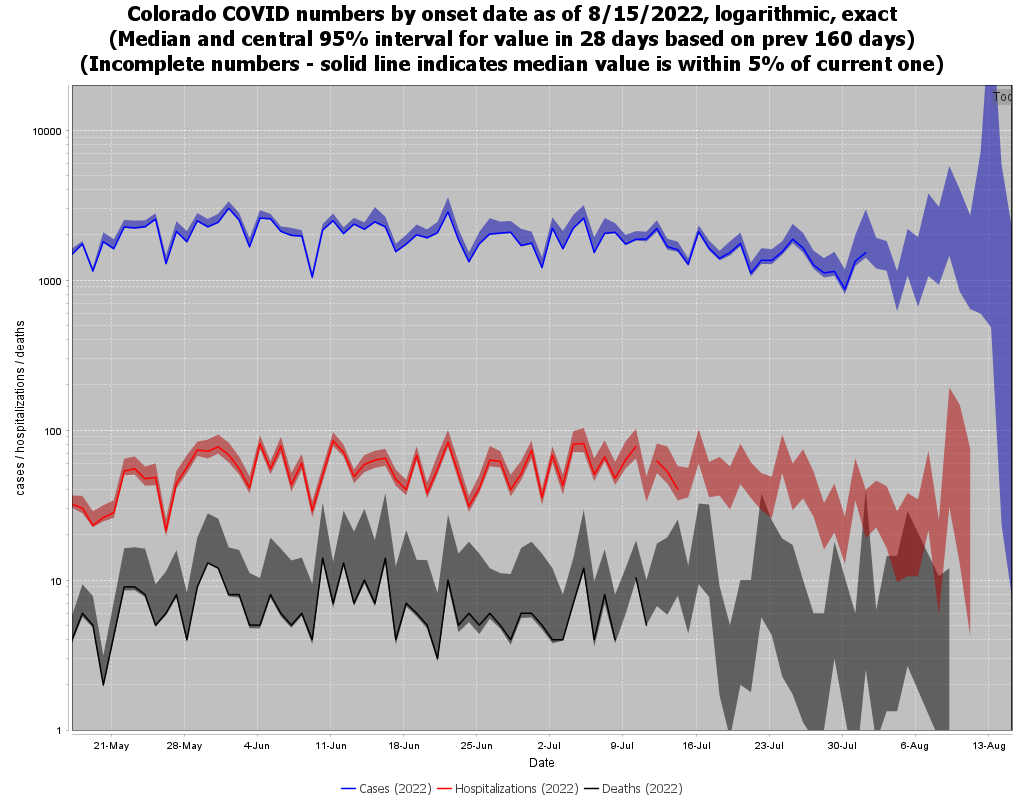 Colorado COVID numbers by onset date as of 8/15/2022, logarithmic, exact
(Median and central 95% interval for value in 28 days based on prev 160 days)
(Incomplete numbers - solid line indicates median value is within 5% of current one)
10000
1000
100
10
1
cases / hospitalizations / deaths
21-May 28-May 4-Jun 11-Jun 18-Jun 25-Jun 2-Jul 9-Jul 16-Jul 23-Jul 30-Jul 6-Aug 13-Aug
Date
Cases (2022) Hospitalizations (2022) Deaths (2022)